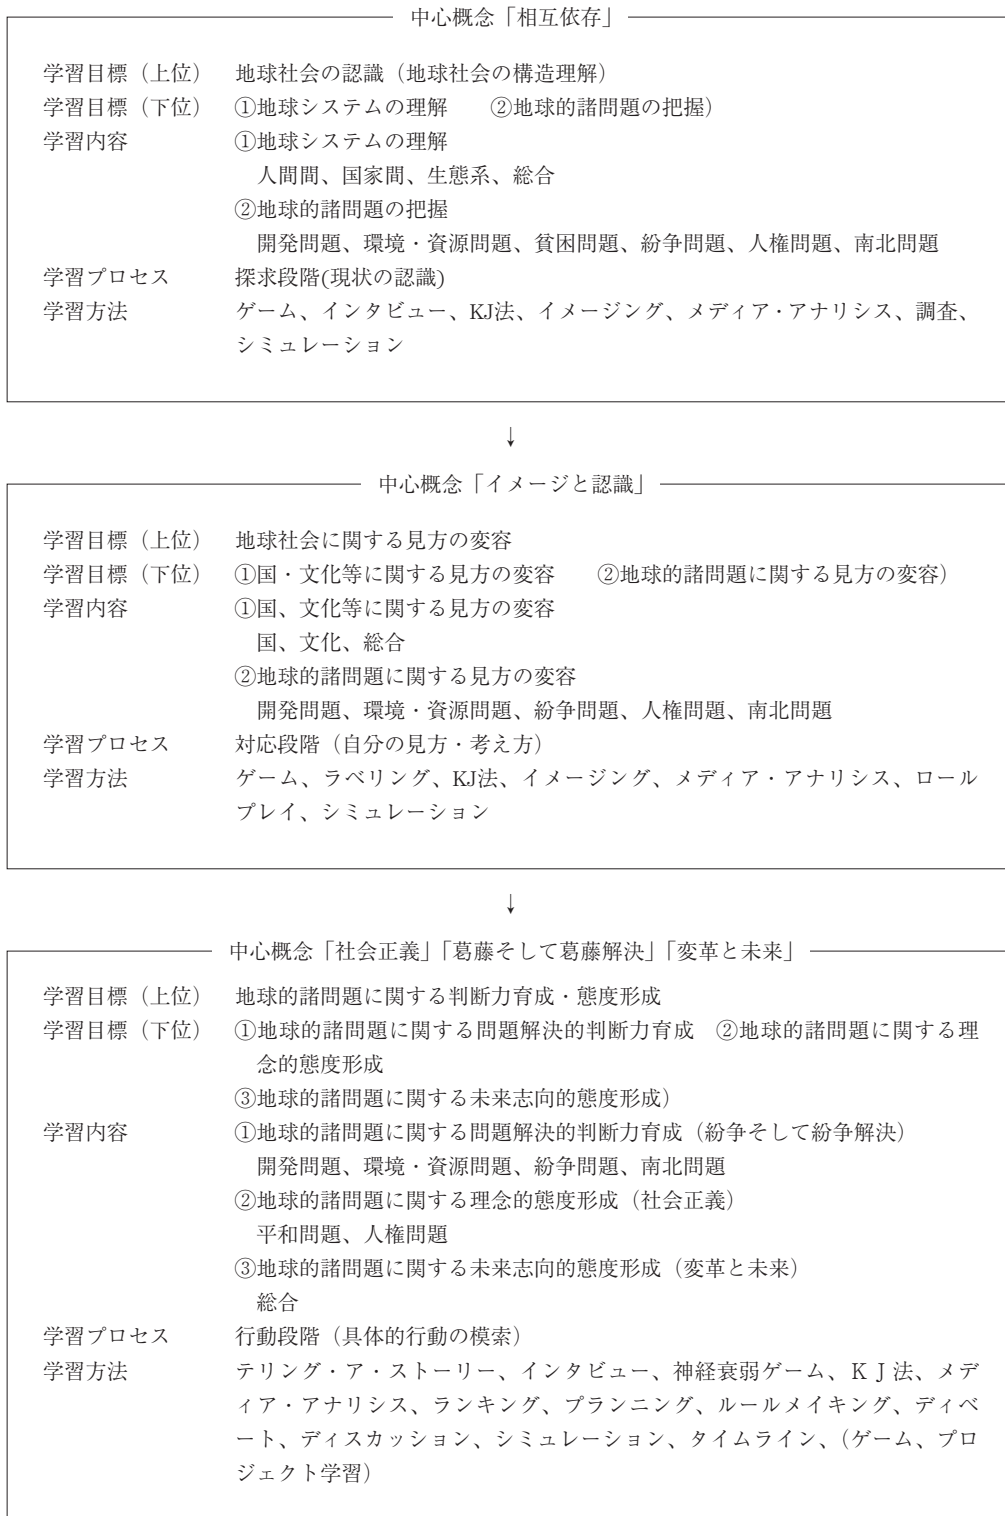 中心概念「相互依存」
学習目標（上位）　地球社会の認識（地球社会の構造理解）
学習目標（下位）　①地球システムの理解　　②地球的諸問題の把握）
学習内容　①地球システムの理解
人間間、国家間、生態系、総合
②地球的諸問題の把握
開発問題、環境・資源問題、貧困問題、紛争問題、人権問題、南北問題
学習プロセス　探求段階(現状の認識)
学習方法　ゲーム、インタビュー、KJ法、イメージング、メディア・アナリシス、調査、
シミュレーション
↓
中心概念「イメージと認識」
学習目標（上位）　地球社会に関する見方の変容
学習目標（下位）　①国・文化等に関する見方の変容　　②地球的諸問題に関する見方の変容）
学習内容　①国、文化等に関する見方の変容
国、文化、総合
②地球的諸問題に関する見方の変容
開発問題、環境・資源問題、紛争問題、人権問題、南北問題
学習プロセス　対応段階（自分の見方・考え方）
学習方法　ゲーム、ラベリング、KJ法、イメージング、メディア・アナリシス、ロール
プレイ、シミュレーション
↓
中心概念「社会正義」「葛藤そして葛藤解決」「変革と未来」
学習目標（上位）　地球的諸問題に関する判断力育成・態度形成
学習目標（下位）　①地球的諸問題に関する問題解決的判断力育成　②地球的諸問題に関する理
念的態度形成
③地球的諸問題に関する未来志向的態度形成）
学習内容　①地球的諸問題に関する問題解決的判断力育成（紛争そして紛争解決）
開発問題、環境・資源問題、紛争問題、南北問題
②地球的諸問題に関する理念的態度形成（社会正義）
平和問題、人権問題
③地球的諸問題に関する未来志向的態度形成（変革と未来）
総合
学習プロセス　行動段階（具体的行動の模索）
学習方法　テリング・ア・ストーリー、インタビュー、神経衰弱ゲーム、ＫＪ法、メデ
ィア・アナリシス、ランキング、プランニング、ルールメイキング、ディベ
ート、ディスカッション、シミュレーション、タイムライン、（ゲーム、プロ
ジェクト学習）